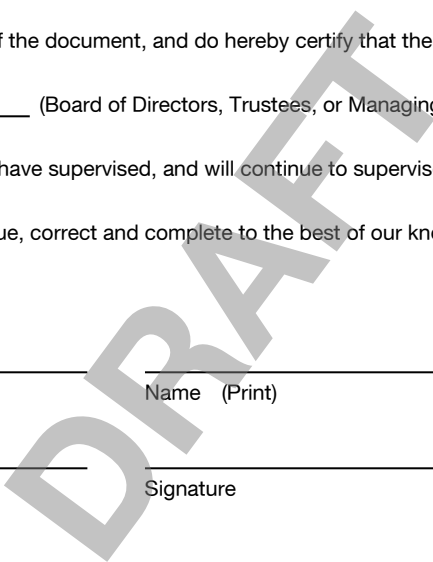 f the document, and do hereby certify that the
(Board of Directors, Trustees, or Managing
have supervised, and will continue to supervis
ue, correct and complete to the best of our kn
Name (Print)
Signature
DRAFT